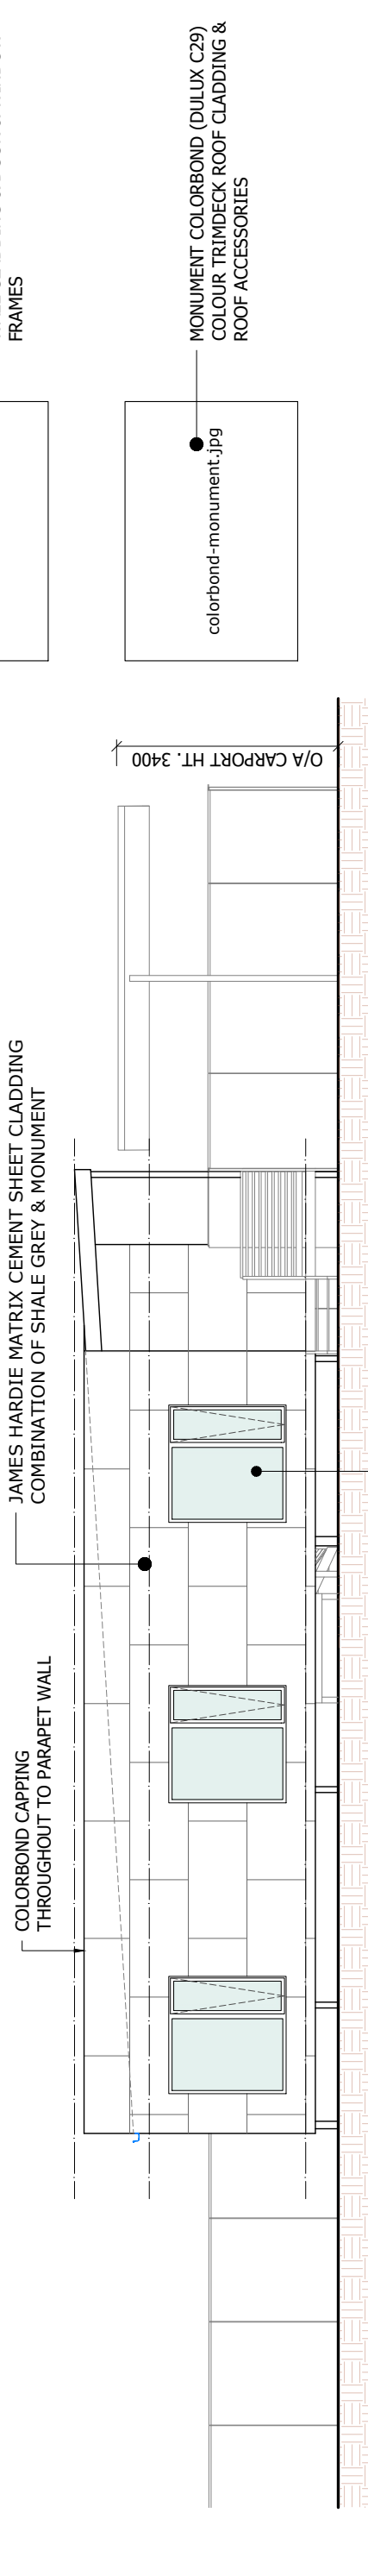 FRAMES
MONUMENT COLORBOND (DULUX C29)
COLOUR TRIMDECK ROOF CLADDING &
ROOF ACCESSORIES
colorbond-monument.jpg
O/A CARPORT HT. 3400
JAMES HARDIE MATRIX CEMENT SHEET CLADDING
COMBINATION OF SHALE GREY & MONUMENT
COLORBOND CAPPING
THROUGHOUT TO PARAPET WALL